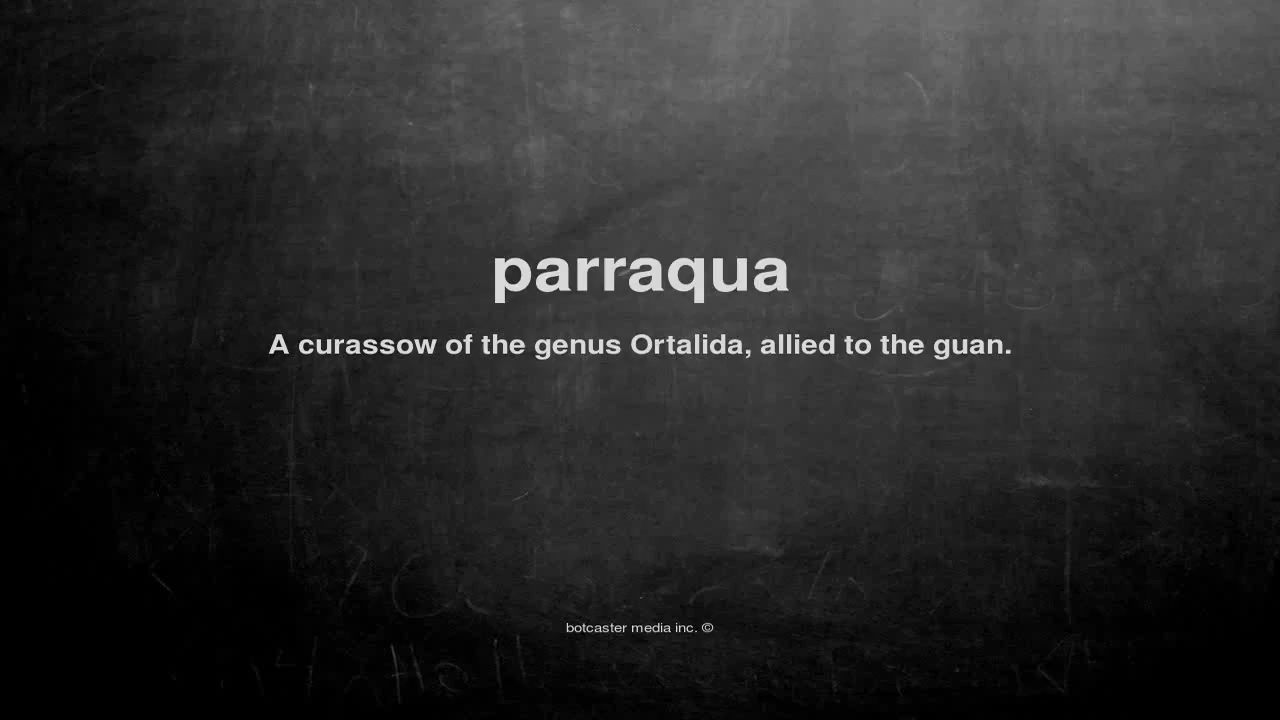 parraqua
A curassow of the genus Ortalida, allied to the guan.
botcaster media inc. ©